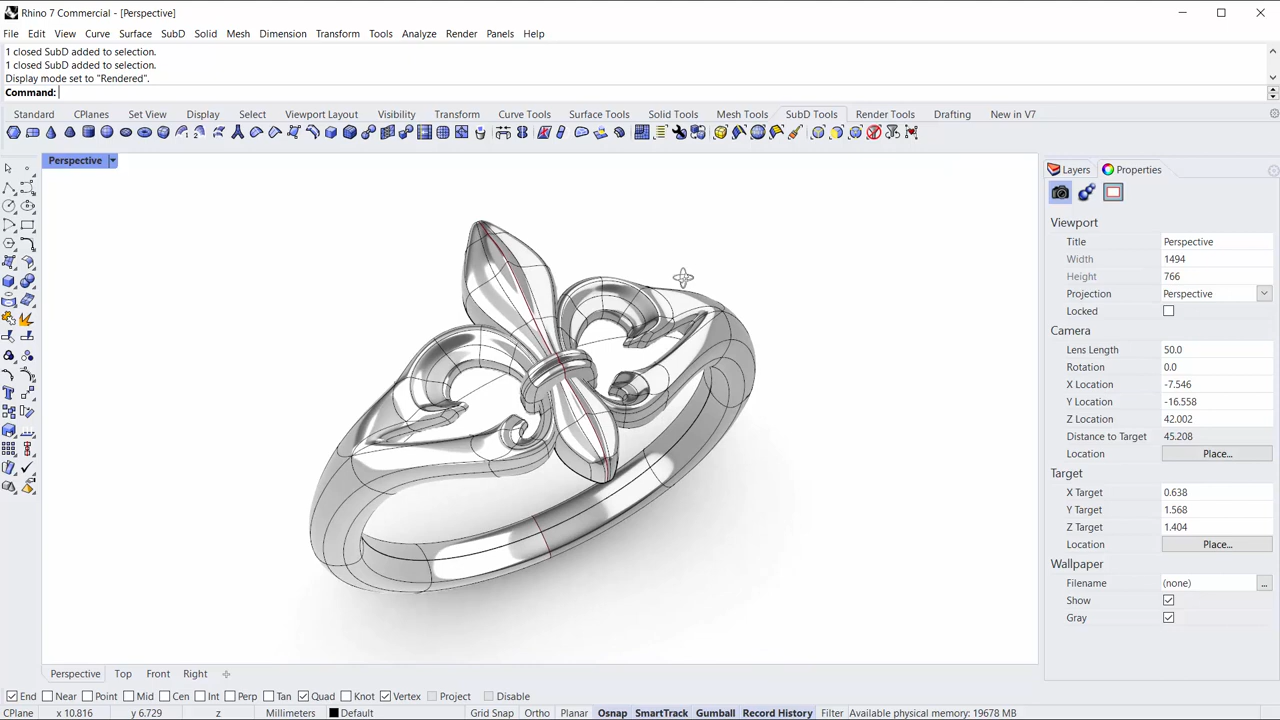 Rhino 7 Commercial - [Perspective]
File Edit View Curve Surface SubD Solid Mesh Dimension Transform Tools Analyze Render Panels Help
1 closed SubD added to selection.
1 closed SubD added to selection.
Display mode set to "Rendered".
Command:
Standard CPlanes Set View Display Select Viewport Layout Visibility Transform Curve Tools Surface Tools Solid Tools Mesh Tools SubD Tools Render Tools Drafting New in V7
Perspective
Layers Properties
Viewport
Title Perspective
Width 1494
Height 766
Projection Perspective
Locked
Camera
Lens Length 50.0
Rotation 0.0
X Location -7.546
Y Location -16.558
Z Location 42.002
Distance to Target 45.208
Location Place...
Target
X Target 0.638
Y Target 1.568
Z Target 1.404
Location Place...
Wallpaper
Filename (none) ...
Show
Gray
Perspective Top Front Right
End Near Point Mid Cen Int Perp Tan Quad Knot Vertex Project Disable
CPlane x 10.816 y 6.729 z Millimeters Default Grid Snap Ortho Planar Osnap SmartTrack Gumball Record History Filter Available physical memory: 19678 MB